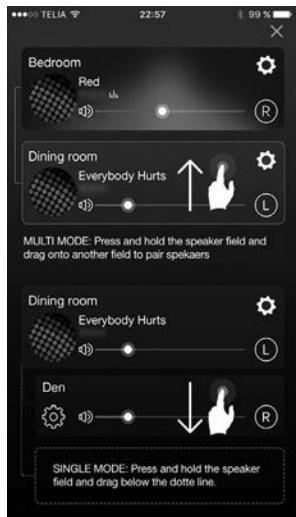 TELIA 22:57 99 %
Bedroom
Red
R
Dining room
Everybody Hurts
L
MULTI MODE: Press and hold the speaker field and
drag onto another field to pair spekaers
Dining room
Everybody Hurts
L
Den
R
SINGLE MODE: Press and hold the speaker
field and drag below the dotte line.